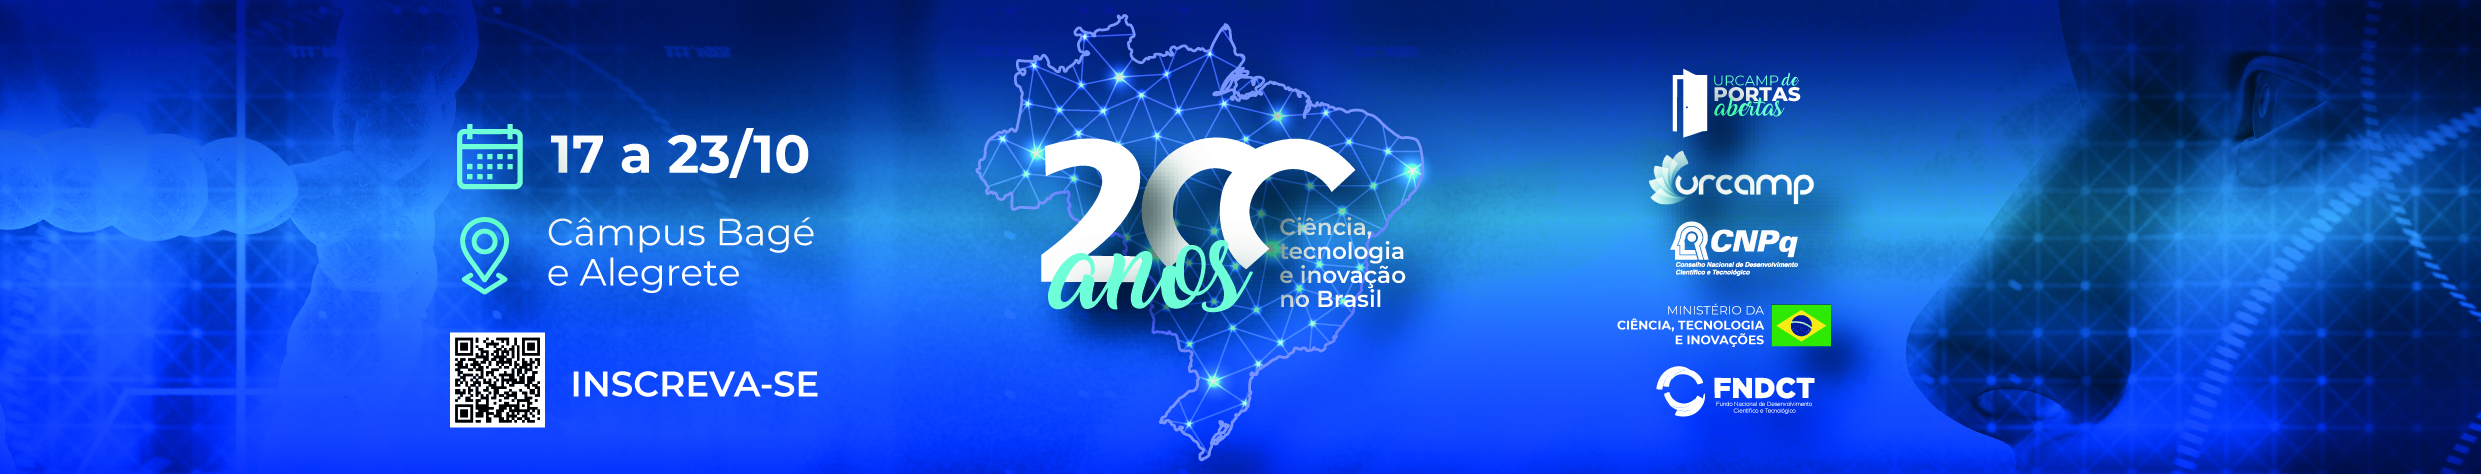 17 a 23/10
Câmpus Bagé
e Alegrete
INSCREVA-SE
200
anos
Ciência,
tecnologia
e inovação
no Brasil
URCAMP de
PORTAS
abertas
urcamp
CNPq
Conselho Nacional de Desenvolvimento
Científico e Tecnológico
MINISTÉRIO DA
CIÊNCIA, TECNOLOGIA
E INOVAÇÕES
FNDCT
Fundo Nacional de Desenvolvimento
Científico e Tecnológico